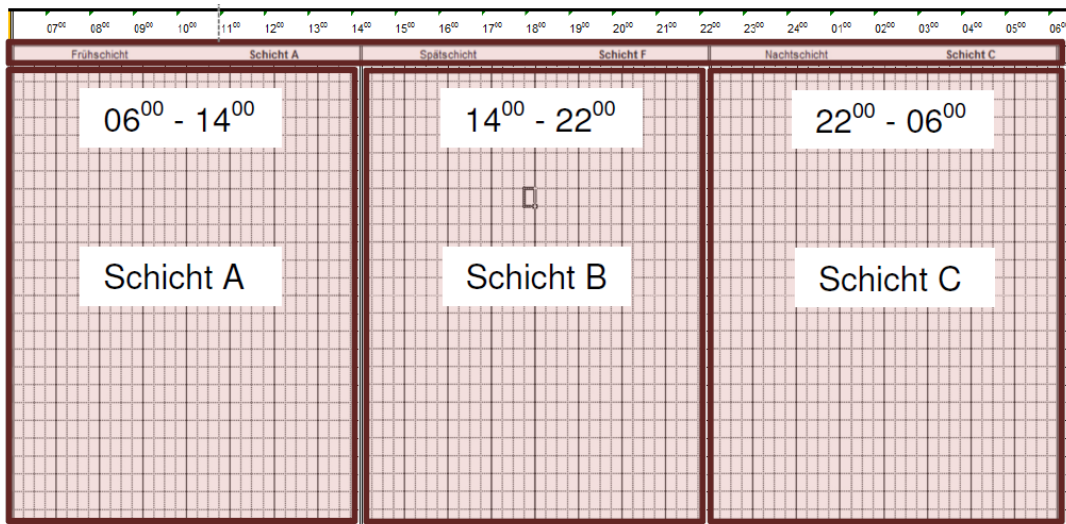 07⁰⁰ 08⁰⁰ 09⁰⁰ 10⁰⁰ 11⁰⁰ 12⁰⁰ 13⁰⁰ 14⁰⁰ 15⁰⁰ 16⁰⁰ 17⁰⁰ 18⁰⁰ 19⁰⁰ 20⁰⁰ 21⁰⁰ 22⁰⁰ 23⁰⁰ 24⁰⁰ 01⁰⁰ 02⁰⁰ 03⁰⁰ 04⁰⁰ 05⁰⁰ 06⁰⁰
Frühschicht Schicht A Spätschicht Schicht F Nachtschicht Schicht C
06⁰⁰ - 14⁰⁰ 14⁰⁰ - 22⁰⁰ 22⁰⁰ - 06⁰⁰
Schicht A Schicht B Schicht C